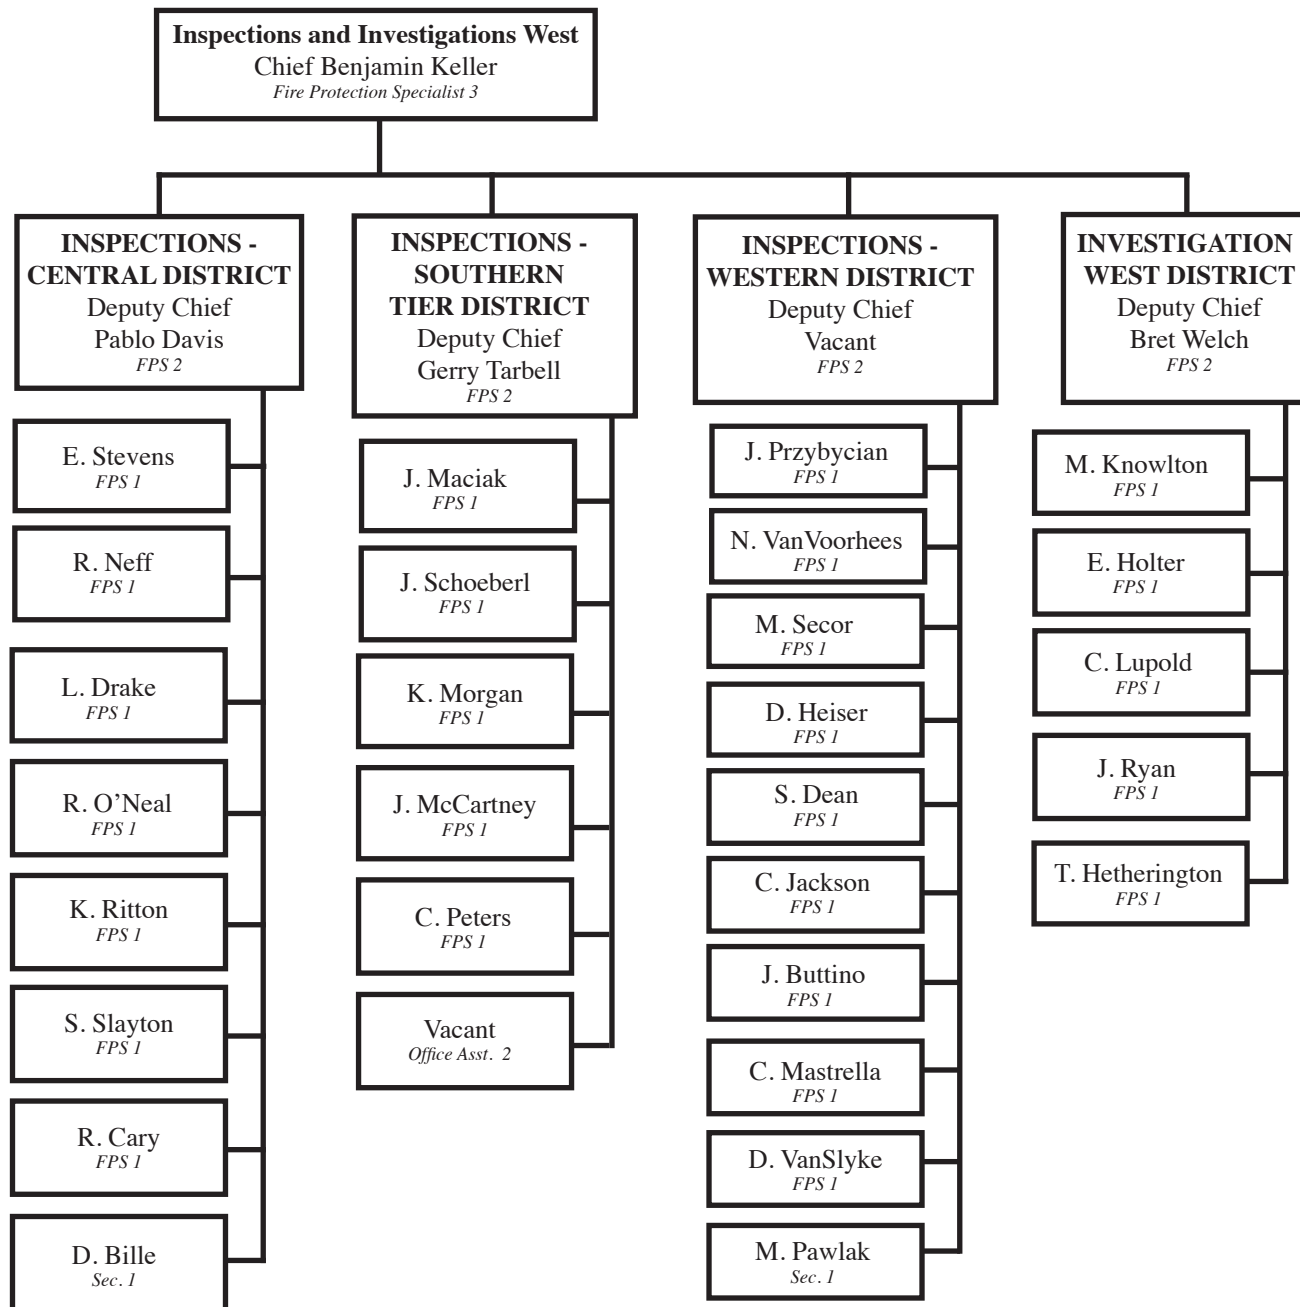 Inspections and Investigations West
Chief Benjamin Keller
Fire Protection Specialist 3
INSPECTIONS -
CENTRAL DISTRICT
Deputy Chief
Pablo Davis
FPS 2
E. Stevens
FPS 1
R. Neff
FPS 1
L. Drake
FPS 1
R. O’Neal
FPS 1
K. Ritton
FPS 1
S. Slayton
FPS 1
R. Cary
FPS 1
D. Bille
Sec. 1
INSPECTIONS -
SOUTHERN
TIER DISTRICT
Deputy Chief
Gerry Tarbell
FPS 2
J. Maciak
FPS 1
J. Schoeberl
FPS 1
K. Morgan
FPS 1
J. McCartney
FPS 1
C. Peters
FPS 1
Vacant
Office Asst. 2
INSPECTIONS -
WESTERN DISTRICT
Deputy Chief
Vacant
FPS 2
J. Przybycian
FPS 1
N. VanVoorhees
FPS 1
M. Secor
FPS 1
D. Heiser
FPS 1
S. Dean
FPS 1
C. Jackson
FPS 1
J. Buttino
FPS 1
C. Mastrella
FPS 1
D. VanSlyke
FPS 1
M. Pawlak
Sec. 1
INVESTIGATION
WEST DISTRICT
Deputy Chief
Bret Welch
FPS 2
M. Knowlton
FPS 1
E. Holter
FPS 1
C. Lupold
FPS 1
J. Ryan
FPS 1
T. Hetherington
FPS 1